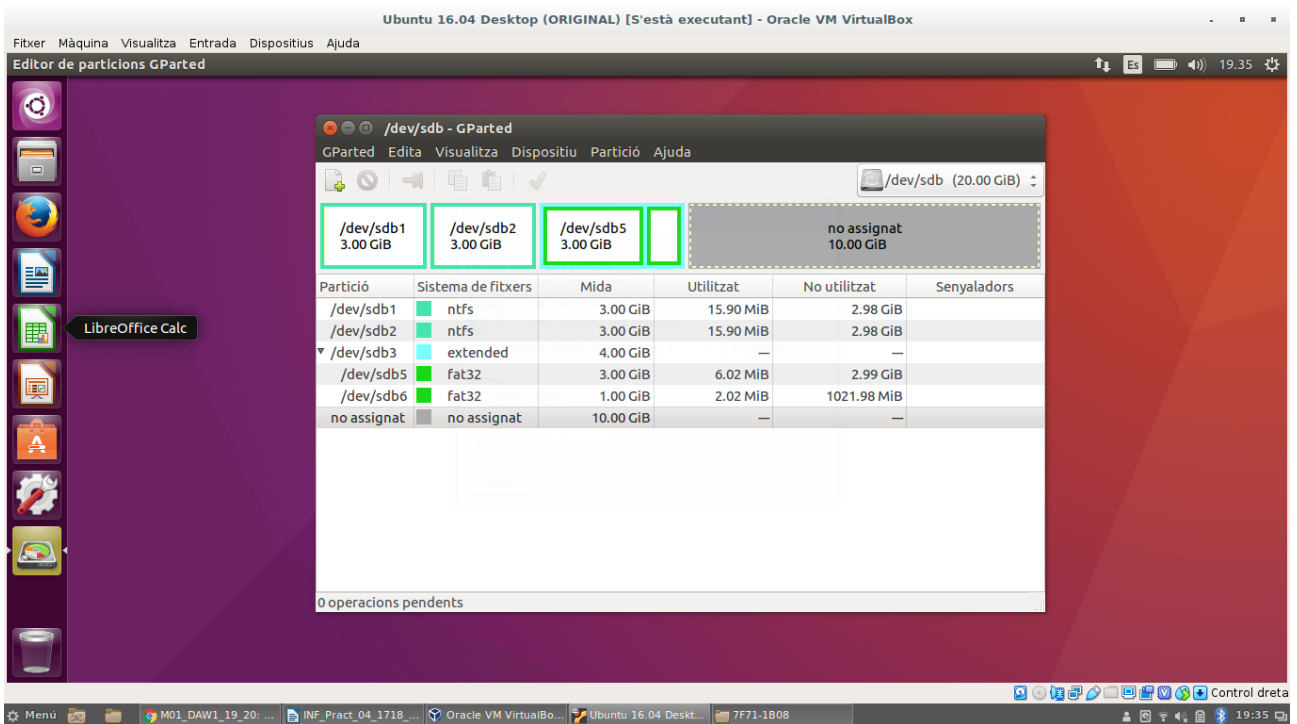 Ubuntu 16.04 Desktop (ORIGINAL) [S'està executant] - Oracle VM VirtualBox
Fitxer Màquina Visualitza Entrada Dispositius Ajuda
Editor de particions GParted
Es
19.35
/dev/sdb - GParted
GParted Edita Visualitza Dispositiu Partició Ajuda
/dev/sdb (20.00 GiB)
/dev/sdb1
3.00 GiB
/dev/sdb2
3.00 GiB
/dev/sdb5
3.00 GiB
no assignat
10.00 GiB
Partició Sistema de fitxers Mida Utilitzat No utilitzat Senyaladors
/dev/sdb1 ntfs 3.00 GiB 15.90 MiB 2.98 GiB
/dev/sdb2 ntfs 3.00 GiB 15.90 MiB 2.98 GiB
/dev/sdb3 extended 4.00 GiB — —
/dev/sdb5 fat32 3.00 GiB 6.02 MiB 2.99 GiB
/dev/sdb6 fat32 1.00 GiB 2.02 MiB 1021.98 MiB
no assignat no assignat 10.00 GiB — —
LibreOffice Calc
0 operacions pendents
Control dreta
Menú M01_DAW1_19_20: ... INF_Pract_04_1718_... Oracle VM VirtualBo... Ubuntu 16.04 Deskt... 7F71-1B08 19:35